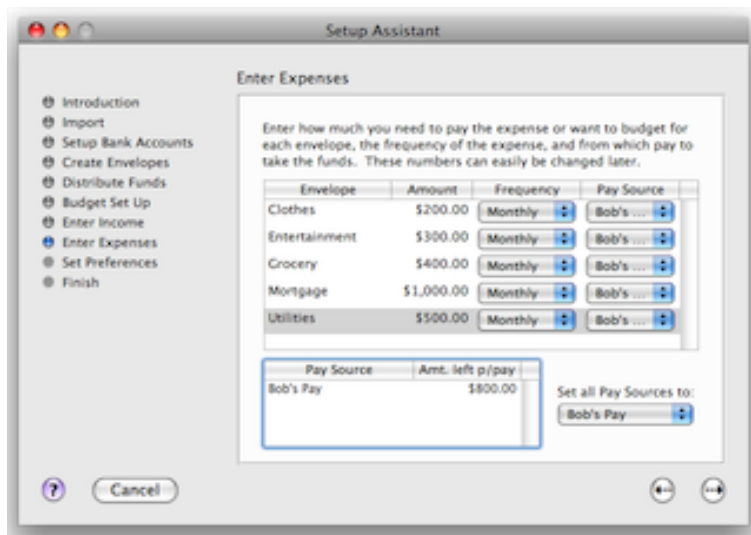 Setup Assistant
Enter Expenses
Introduction
Import
Setup Bank Accounts
Create Envelopes
Distribute Funds
Budget Set Up
Enter Income
Enter Expenses
Set Preferences
Finish
Enter how much you need to pay the expense or want to budget for
each envelope, the frequency of the expense, and from which pay to
take the funds. These numbers can easily be changed later.
Envelope Amount Frequency Pay Source
Clothes $200.00 Monthly Bob's ...
Entertainment $300.00 Monthly Bob's ...
Grocery $400.00 Monthly Bob's ...
Mortgage $1,000.00 Monthly Bob's ...
Utilities $500.00 Monthly Bob's ...
Pay Source Amt. left p/pay
Bob's Pay $800.00
Set all Pay Sources to:
Bob's Pay
? Cancel